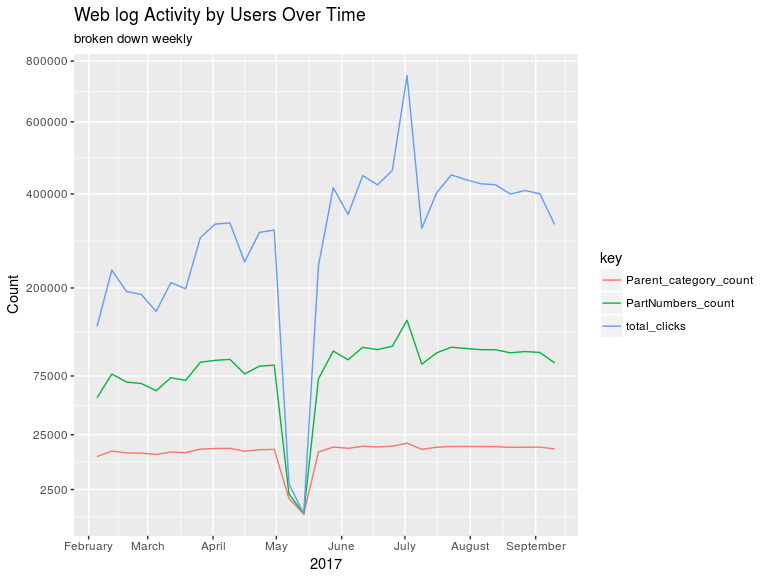 Web log Activity by Users Over Time
broken down weekly
800000
600000
400000
200000
75000
25000
2500
Count
February March April May June July August September
2017
key
Parent_category_count
PartNumbers_count
total_clicks